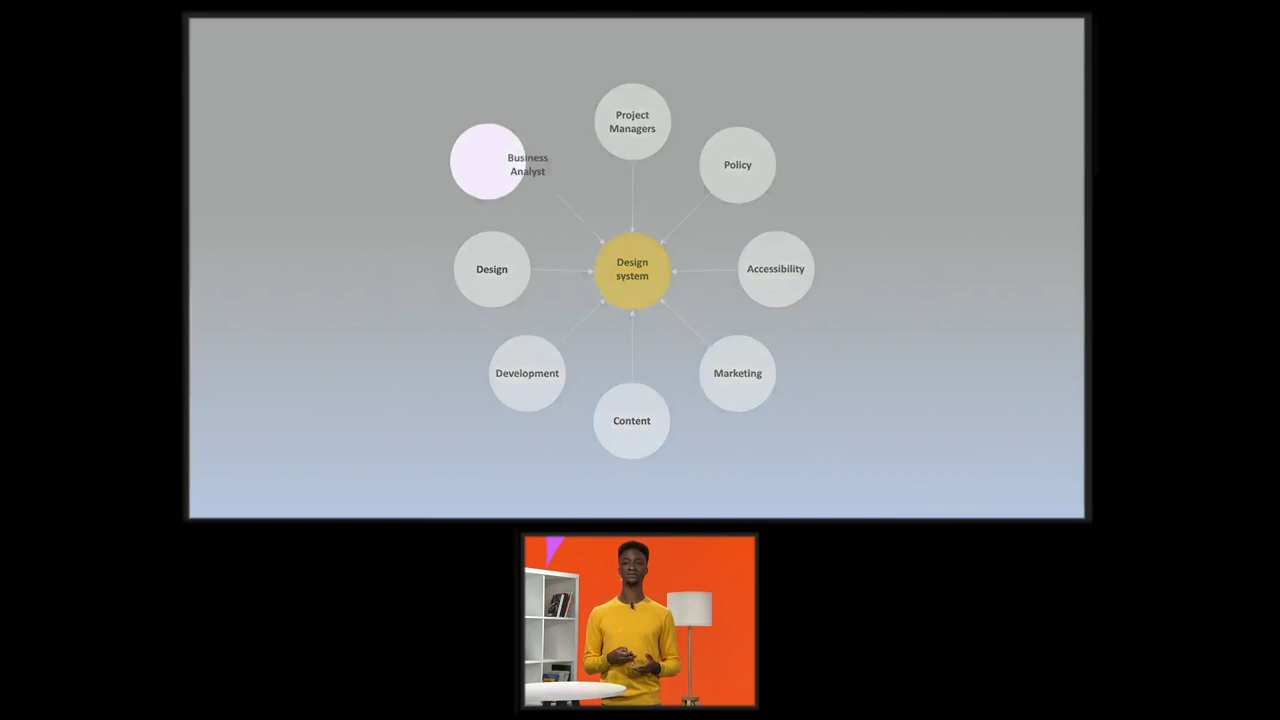 Project
Managers
Business
Analyst
Policy
Design
Design
system
Accessibility
Development
Marketing
Content